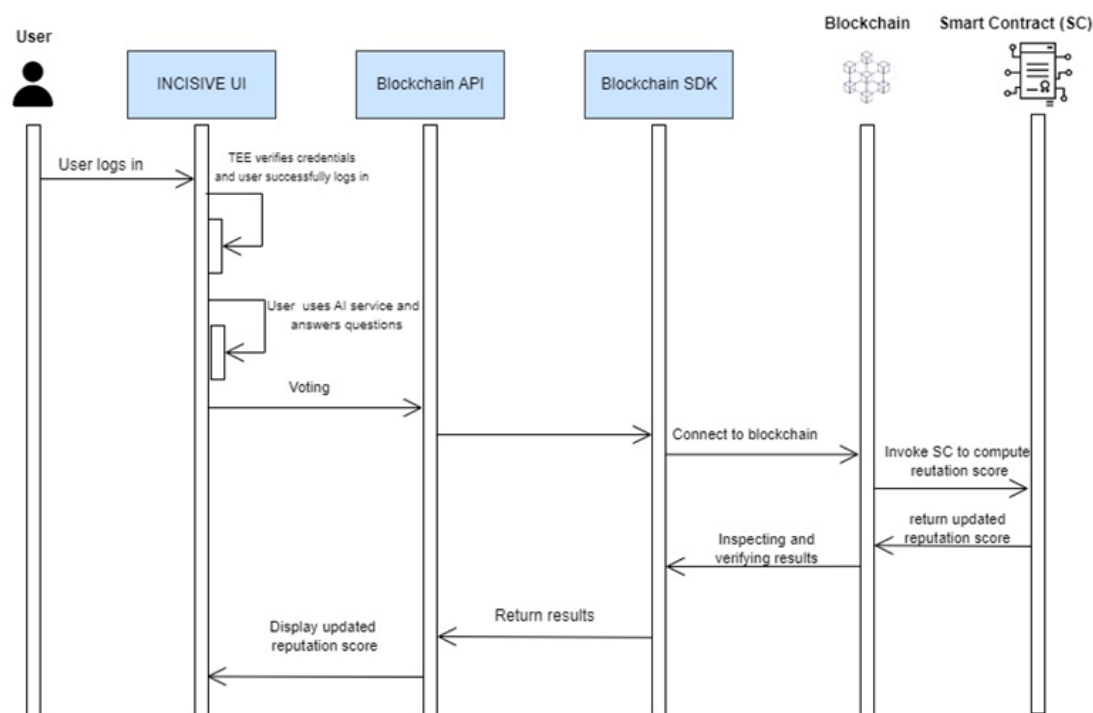 Blockchain
Smart Contract (SC)
User
INCISIVE UI
Blockchain API
Blockchain SDK
User logs in
TEE verifies credentials
and user successfully logs in
User uses AI service and
answers questions
Voting
Connect to blockchain
Invoke SC to compute
reutation score
return updated
reputation score
Inspecting and
verifying results
Return results
Display updated
reputation score